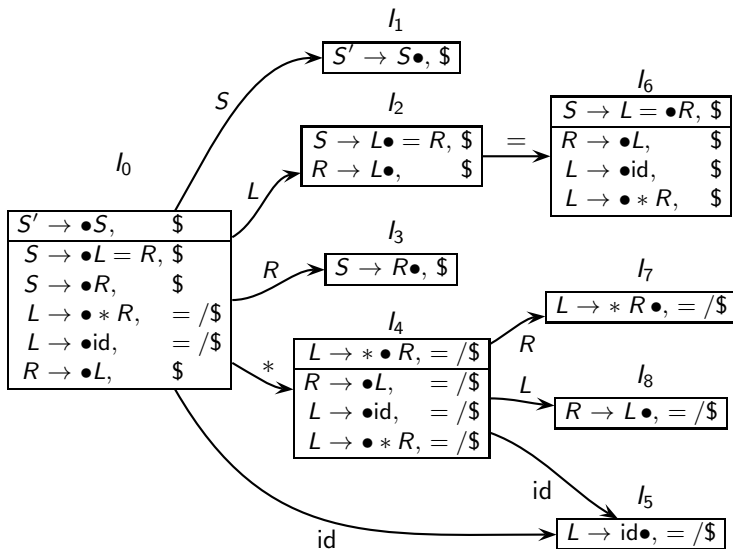 I0
S′ → •S, $
S → •L = R, $
S → •R, $
L → • ∗ R, = /$
L → •id, = /$
R → •L, $
S
I1
S′ → S•, $
L
I2
S → L• = R, $
R → L•, $
=
I6
S → L = •R, $
R → •L, $
L → •id, $
L → • ∗ R, $
R
I3
S → R•, $
∗
I4
L → ∗ • R, = /$
R → •L, = /$
L → •id, = /$
L → • ∗ R, = /$
R
I7
L → ∗ R •, = /$
L
I8
R → L •, = /$
id
id
I5
L → id•, = /$